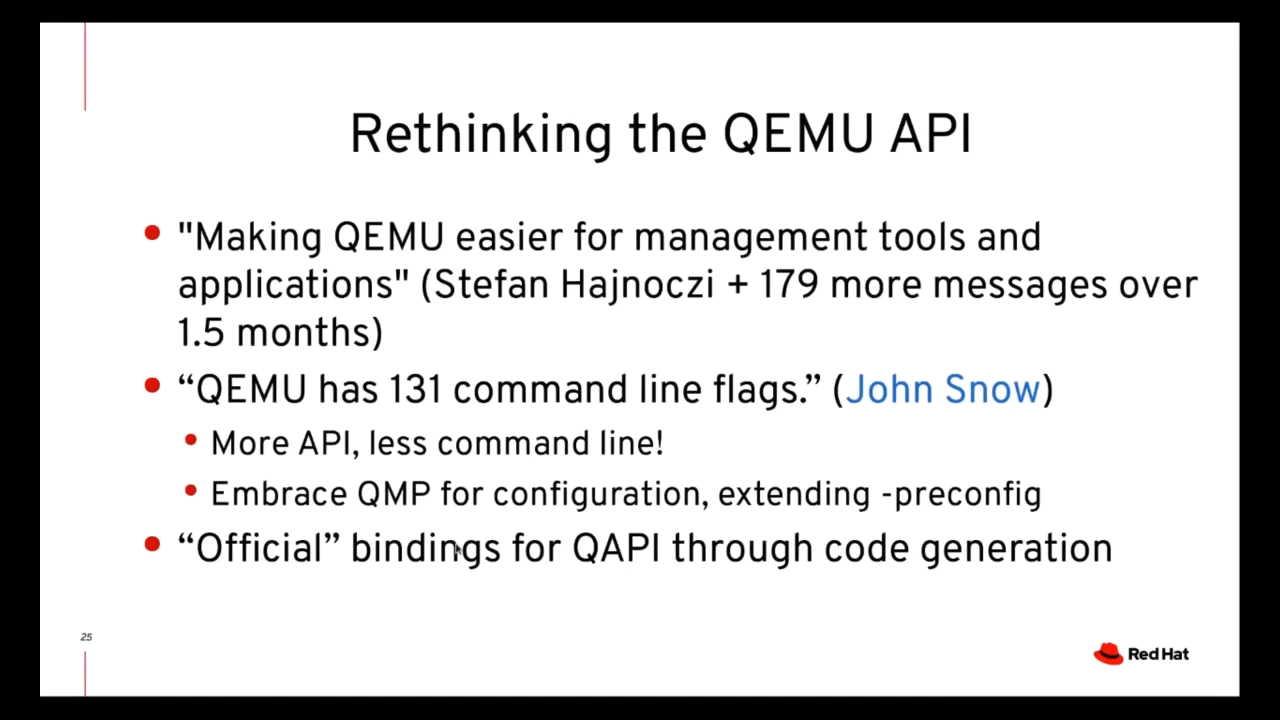 Rethinking the QEMU API
• "Making QEMU easier for management tools and
applications" (Stefan Hajnoczi + 179 more messages over
1.5 months)
• “QEMU has 131 command line flags.” (John Snow)
• More API, less command line!
• Embrace QMP for configuration, extending -preconfig
• “Official” bindings for QAPI through code generation
25
Red Hat